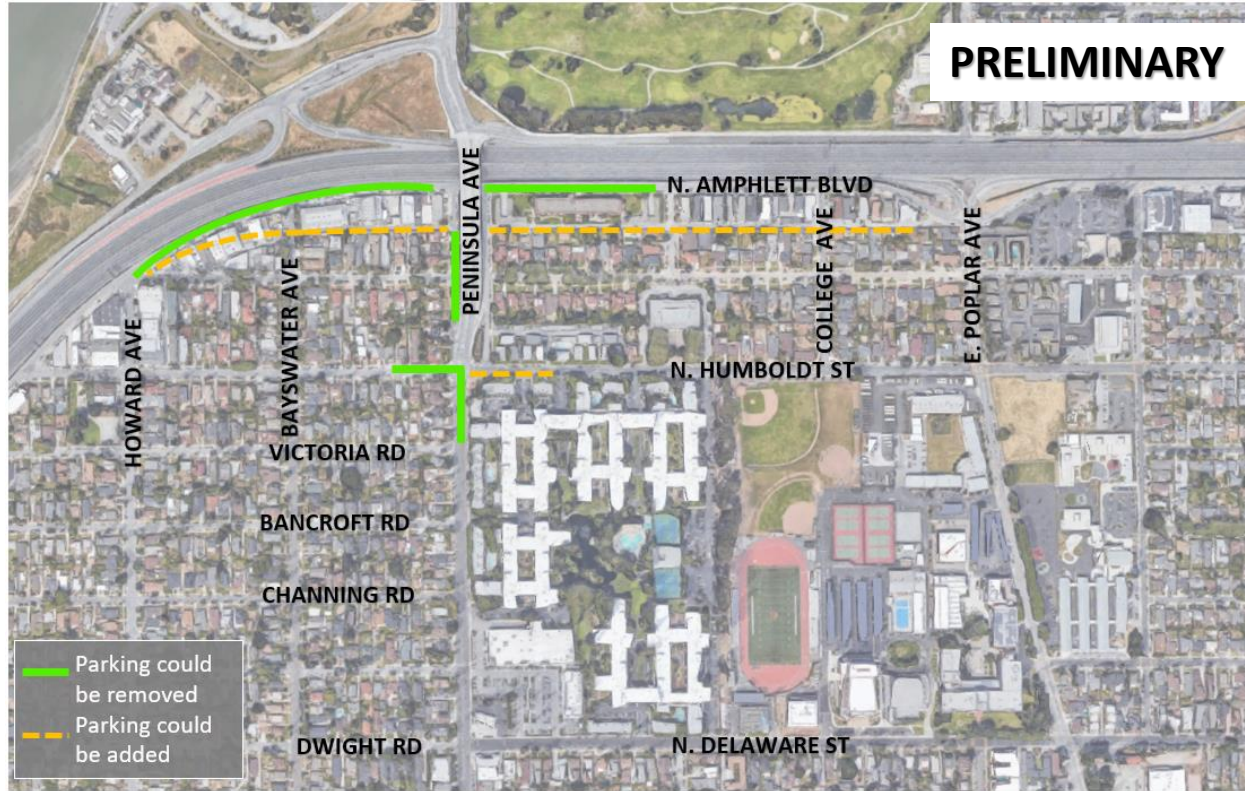 PRELIMINARY
PENINSULA AVE
N. AMPHLETT BLVD
COLLEGE AVE
E. POPLAR AVE
BAYSWATER AVE
HOWARD AVE
N. HUMBOLDT ST
VICTORIA RD
BANCROFT RD
CHANNING RD
Parking could
be removed
Parking could
be added
DWIGHT RD
N. DELAWARE ST